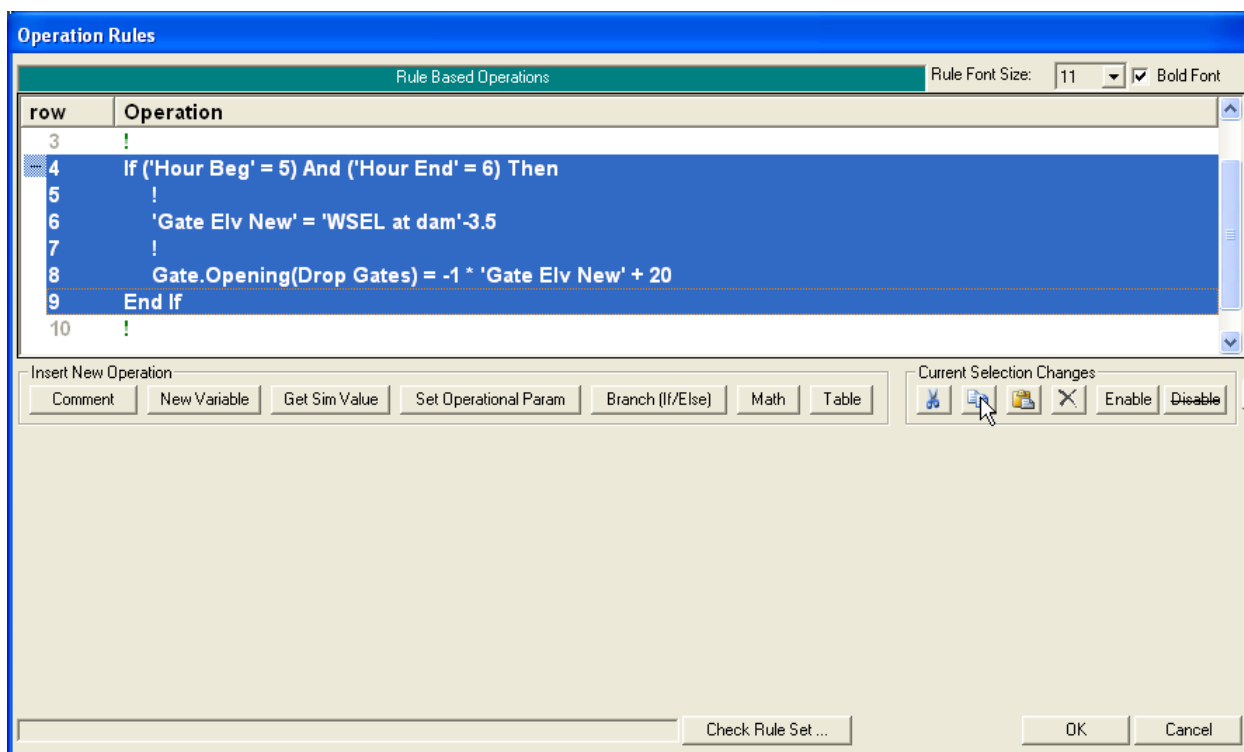 Operation Rules
Rule Based Operations Rule Font Size: 11 Bold Font
row Operation
3 !
4 If ('Hour Beg' = 5) And ('Hour End' = 6) Then
5 !
6 'Gate Elv New' = 'WSEL at dam'-3.5
7 !
8 Gate.Opening(Drop Gates) = -1 * 'Gate Elv New' + 20
9 End If
10 !
Insert New Operation Current Selection Changes
Comment New Variable Get Sim Value Set Operational Param Branch (If/Else) Math Table Enable Disable
Check Rule Set ... OK Cancel